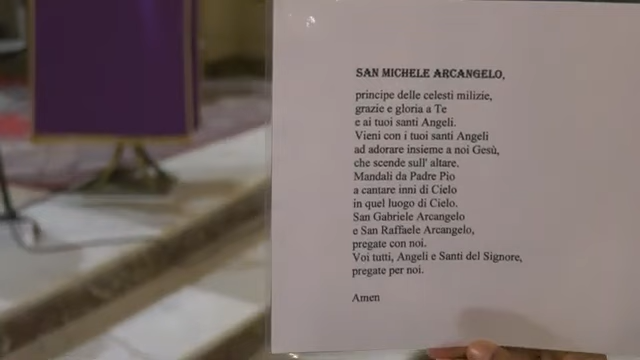 SAN MICHELE ARCANGELO,
principe delle celesti milizie,
grazie e gloria a Te
e ai tuoi santi Angeli.
Vieni con i tuoi santi Angeli
ad adorare insieme a noi Gesù,
che scende sull' altare.
Mandali da Padre Pio
a cantare inni di Cielo
in quel luogo di Cielo.
San Gabriele Arcangelo
e San Raffaele Arcangelo,
pregate con noi.
Voi tutti, Angeli e Santi del Signore,
pregate per noi.
Amen